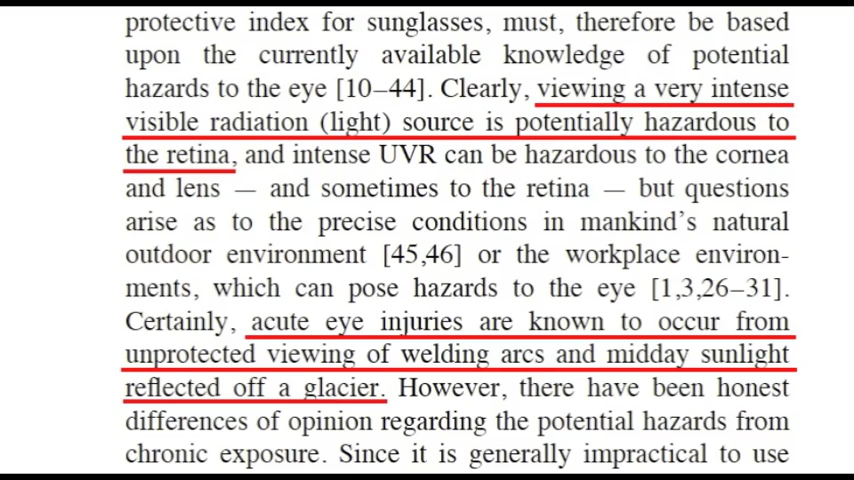 protective index for sunglasses, must, therefore be based
upon the currently available knowledge of potential
hazards to the eye [10–44]. Clearly, viewing a very intense
visible radiation (light) source is potentially hazardous to
the retina, and intense UVR can be hazardous to the cornea
and lens — and sometimes to the retina — but questions
arise as to the precise conditions in mankind's natural
outdoor environment [45,46] or the workplace environ-
ments, which can pose hazards to the eye [1,3,26–31].
Certainly, acute eye injuries are known to occur from
unprotected viewing of welding arcs and midday sunlight
reflected off a glacier. However, there have been honest
differences of opinion regarding the potential hazards from
chronic exposure. Since it is generally impractical to use